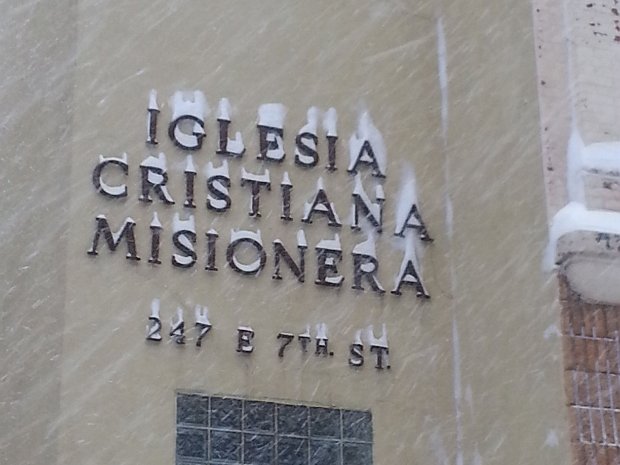 IGLESIA
CRISTIANA
MISIONERA
247 E 7TH. ST.